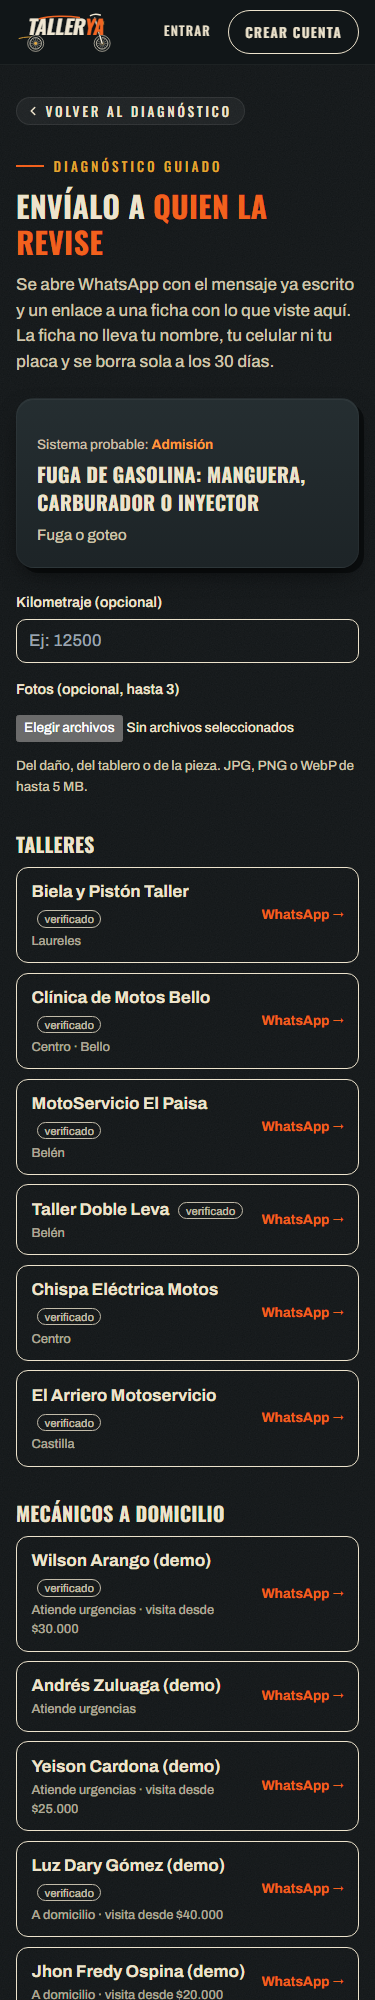 TALLERYA
ENTRAR
CREAR CUENTA
‹ VOLVER AL DIAGNÓSTICO
DIAGNÓSTICO GUIADO
ENVÍALO A QUIEN LA
REVISE
Se abre WhatsApp con el mensaje ya escrito
y un enlace a una ficha con lo que viste aquí.
La ficha no lleva tu nombre, tu celular ni tu
placa y se borra sola a los 30 días.
Sistema probable: Admisión
FUGA DE GASOLINA: MANGUERA,
CARBURADOR O INYECTOR
Fuga o goteo
Kilometraje (opcional)
Ej: 12500
Fotos (opcional, hasta 3)
Elegir archivos Sin archivos seleccionados
Del daño, del tablero o de la pieza. JPG, PNG o WebP de
hasta 5 MB.
TALLERES
Biela y Pistón Taller
verificado
Laureles
WhatsApp →
Clínica de Motos Bello
verificado
Centro · Bello
WhatsApp →
MotoServicio El Paisa
verificado
Belén
WhatsApp →
Taller Doble Leva verificado
Belén
WhatsApp →
Chispa Eléctrica Motos
verificado
Centro
WhatsApp →
El Arriero Motoservicio
verificado
Castilla
WhatsApp →
MECÁNICOS A DOMICILIO
Wilson Arango (demo)
verificado
Atiende urgencias · visita desde
$30.000
WhatsApp →
Andrés Zuluaga (demo)
Atiende urgencias
WhatsApp →
Yeison Cardona (demo)
Atiende urgencias · visita desde
$25.000
WhatsApp →
Luz Dary Gómez (demo)
verificado
A domicilio · visita desde $40.000
WhatsApp →
Jhon Fredy Ospina (demo)
A domicilio · visita desde $20.000
WhatsApp →